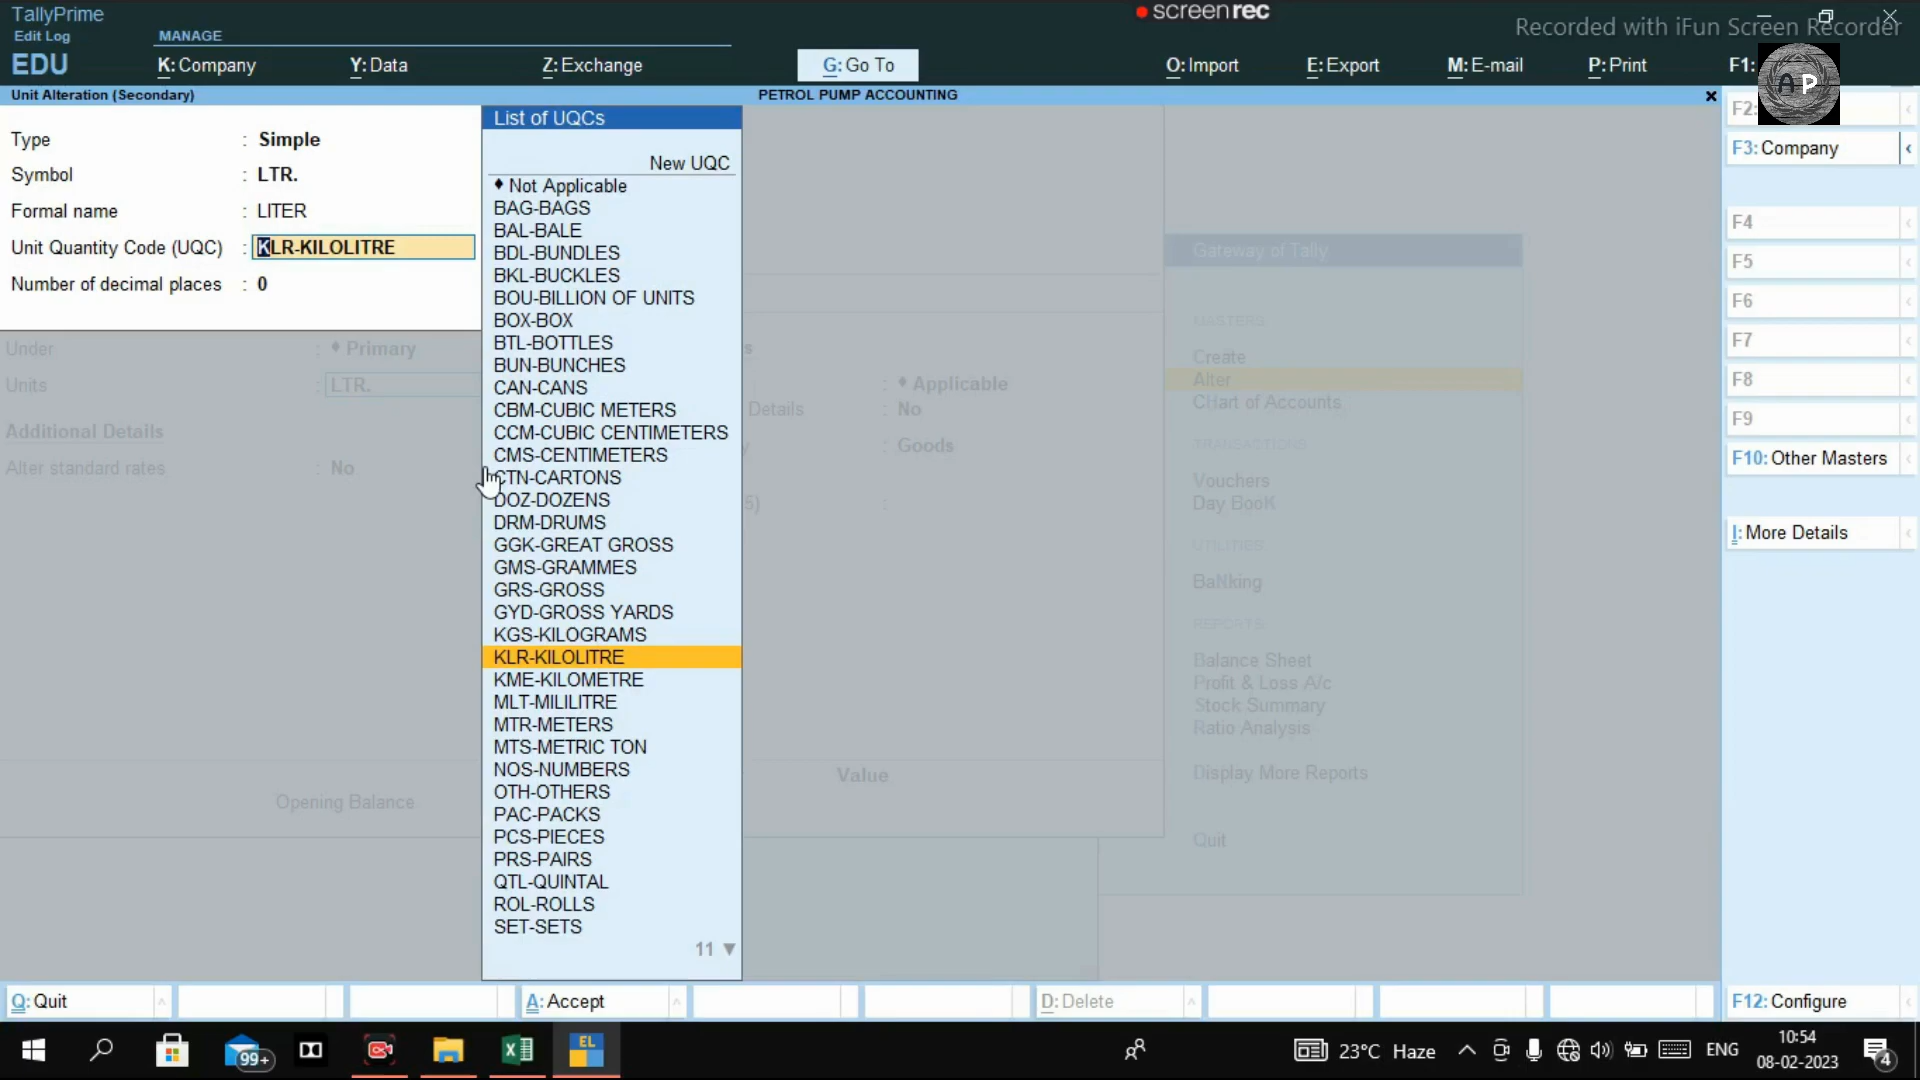 TallyPrime
Edit Log
EDU
MANAGE
K: Company
Y: Data
Z: Exchange
G: Go To
O: Import
E: Export
M: E-mail
P: Print
F1:
screenrec
Recorded with iFun Screen Recorder
AP
Unit Alteration (Secondary)
PETROL PUMP ACCOUNTING
Type : Simple
Symbol : LTR.
Formal name : LITER
Unit Quantity Code (UQC) : KLR-KILOLITRE
Number of decimal places : 0
Under : ♦ Primary
Units : LTR.
Additional Details
Alter standard rates : No
Opening Balance
List of UQCs
New UQC
♦ Not Applicable
BAG-BAGS
BAL-BALE
BDL-BUNDLES
BKL-BUCKLES
BOU-BILLION OF UNITS
BOX-BOX
BTL-BOTTLES
BUN-BUNCHES
CAN-CANS
CBM-CUBIC METERS
CCM-CUBIC CENTIMETERS
CMS-CENTIMETERS
CTN-CARTONS
DOZ-DOZENS
DRM-DRUMS
GGK-GREAT GROSS
GMS-GRAMMES
GRS-GROSS
GYD-GROSS YARDS
KGS-KILOGRAMS
KLR-KILOLITRE
KME-KILOMETRE
MLT-MILILITRE
MTR-METERS
MTS-METRIC TON
NOS-NUMBERS
OTH-OTHERS
PAC-PACKS
PCS-PIECES
PRS-PAIRS
QTL-QUINTAL
ROL-ROLLS
SET-SETS
11 ▼
: ♦ Applicable
Details : No
: Goods
:
Value
Gateway of Tally
MASTERS
Create
Alter
CHart of Accounts
TRANSACTIONS
Vouchers
Day BooK
UTILITIES
BaNking
REPORTS
Balance Sheet
Profit & Loss A/c
Stock Summary
Ratio Analysis
Display More Reports
Quit
F2:
F3: Company
F4
F5
F6
F7
F8
F9
F10: Other Masters
I: More Details
F12: Configure
Q: Quit
A: Accept
D: Delete
99+
EL
23°C Haze
ENG
10:54
08-02-2023
4